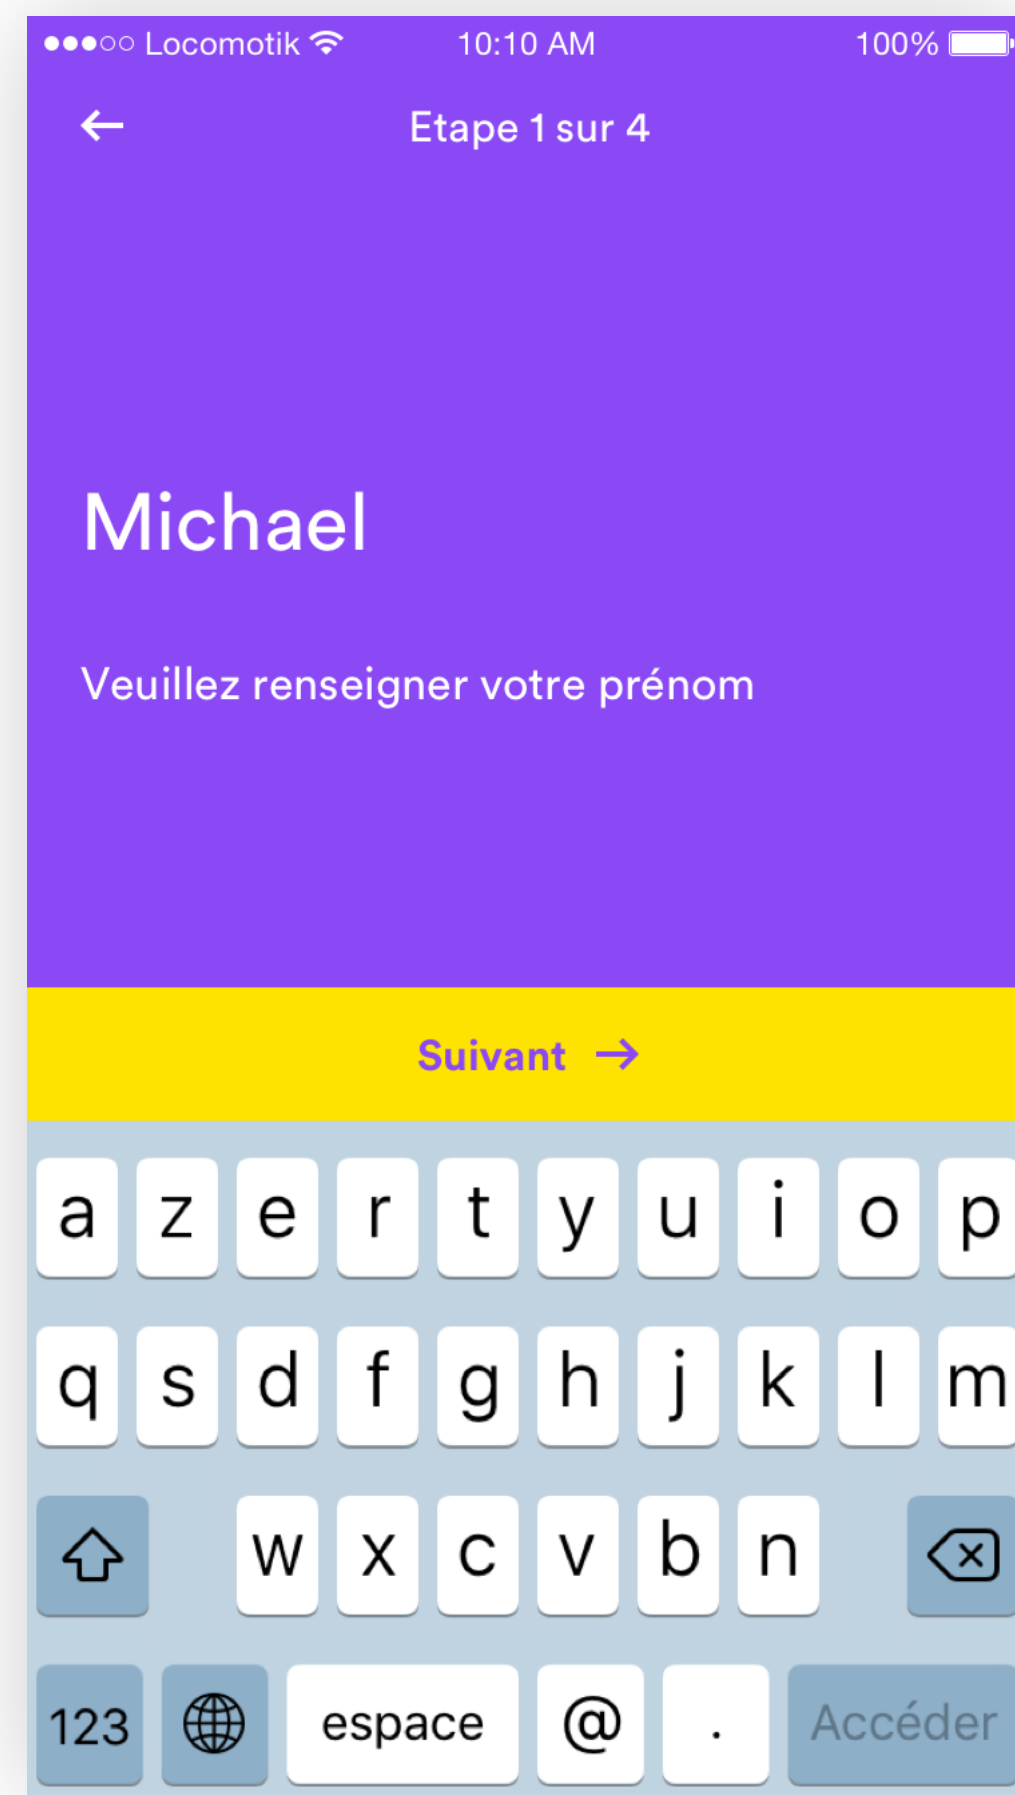 Locomotik 10:10 AM 100%
Etape 1 sur 4
Michael
Veuillez renseigner votre prénom
Suivant
a z e r t y u i o p
q s d f g h j k l m
w x c v b n
123 espace @ . Accéder